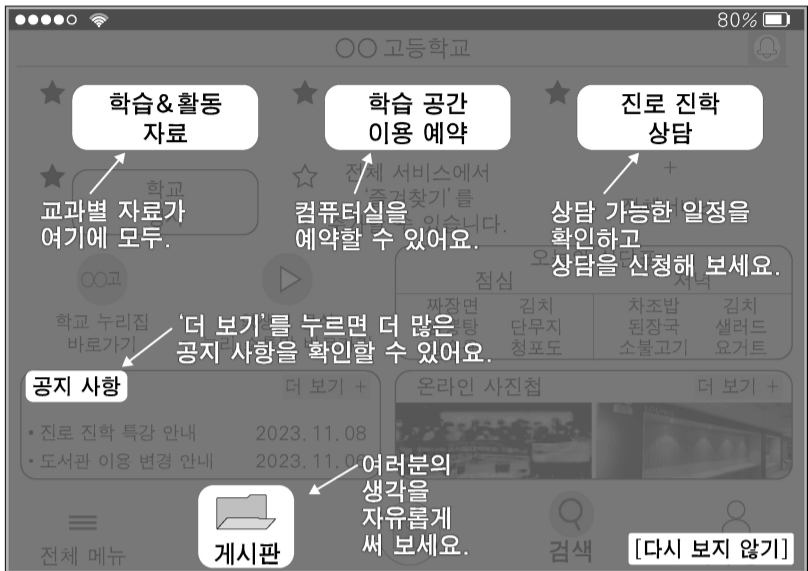 80%
○○고등학교
학습&활동
자료
학습 공간
이용 예약
진로 진학
상담
학교
전체 서비스에서
'즐겨찾기'를
교과별 자료가
여기에 모두.
컴퓨터실을
예약할 수 있어요.
상담 가능한 일정을
확인하고
상담을 신청해 보세요.
점심
저녁
○○고
짜장면 김치
단무지
청포도
차조밥 김치
된장국 샐러드
소불고기 요거트
학교 누리집
바로가기
'더 보기'를 누르면 더 많은
공지 사항을 확인할 수 있어요.
공지 사항
더 보기 +
온라인 사진첩
더 보기 +
• 진로 진학 특강 안내 2023. 11. 08
• 도서관 이용 변경 안내 2023. 11.
여러분의
생각을
자유롭게
써 보세요.
전체 메뉴
게시판
검색
[다시 보지 않기]